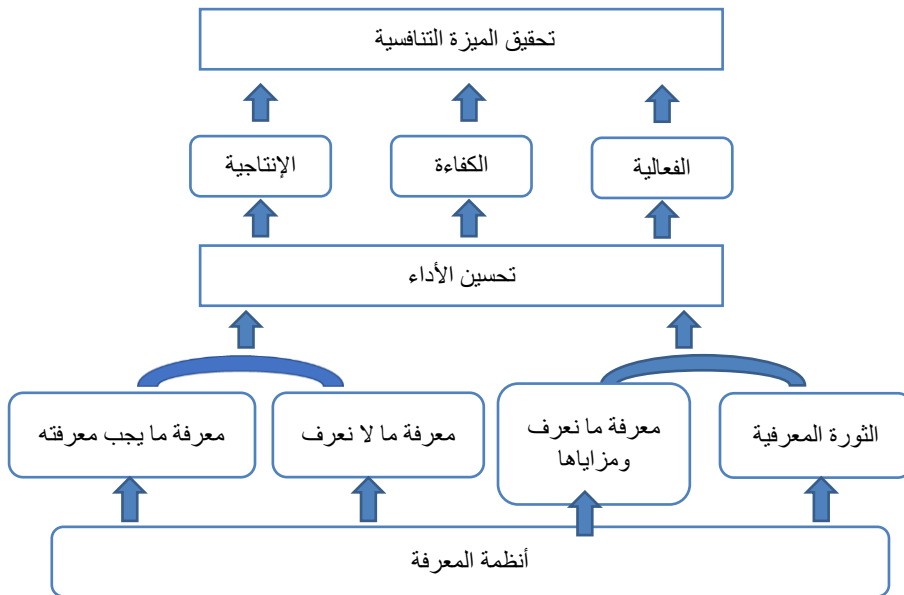 تحقيق الميزة التنافسية
الفعالية
الكفاءة
الإنتاجية
تحسين الأداء
الثورة المعرفية
معرفة ما نعرف
ومزاياها
معرفة ما لا نعرف
معرفة ما يجب معرفته
أنظمة المعرفة